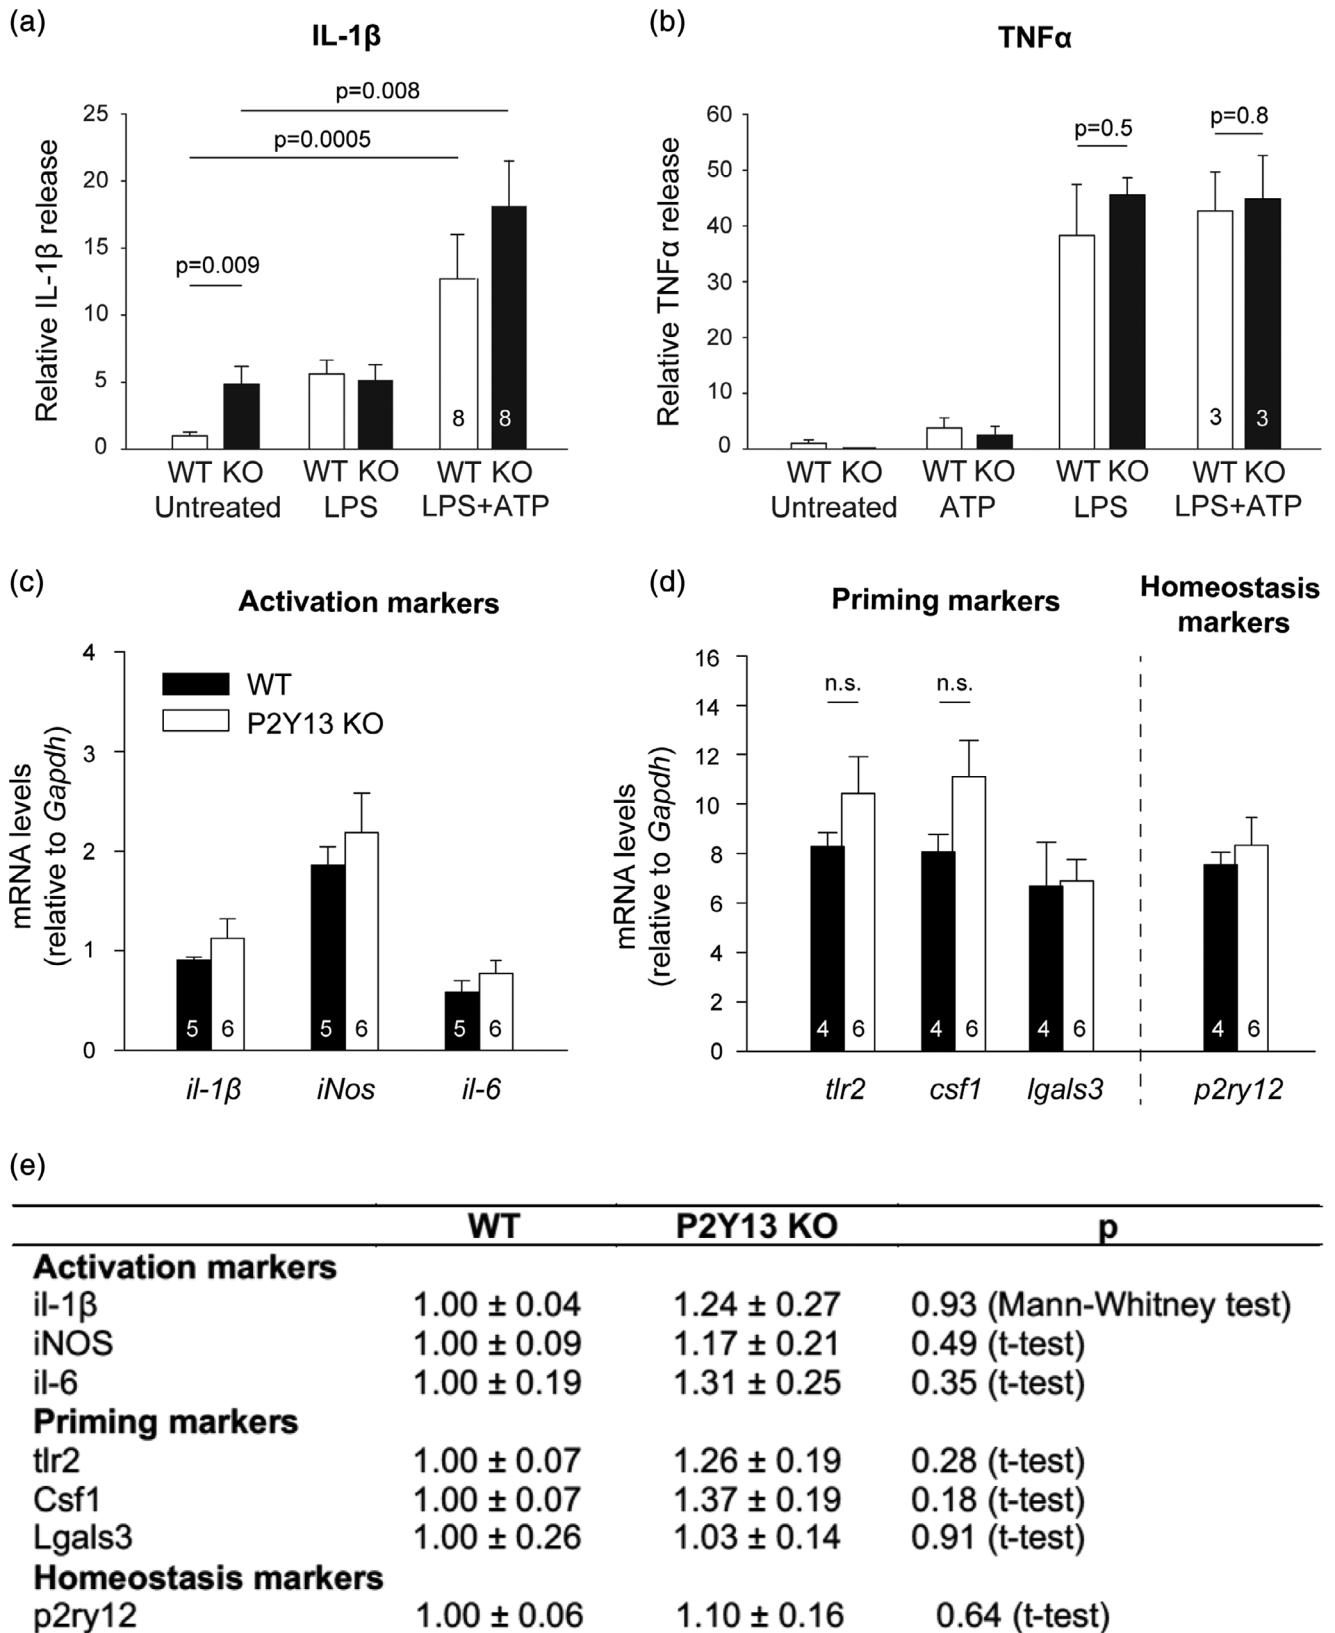 (a)
IL-1β
p=0.008
p=0.0005
p=0.009
Relative IL-1β release
25
20
15
10
5
0
8
8
WT KO WT KO WT KO
Untreated LPS LPS+ATP
(b)
TNFα
p=0.5
p=0.8
Relative TNFα release
60
50
40
30
20
10
0
3
3
WT KO WT KO WT KO WT KO
Untreated ATP LPS LPS+ATP
(c)
Activation markers
WT
P2Y13 KO
mRNA levels
(relative to Gapdh)
4
3
2
1
0
5 6 5 6 5 6
il-1β iNos il-6
(d)
Priming markers
Homeostasis
markers
n.s. n.s.
mRNA levels
(relative to Gapdh)
16
14
12
10
8
6
4
2
0
4 6 4 6 4 6 4 6
tlr2 csf1 lgals3 p2ry12
(e)
WT P2Y13 KO p
Activation markers
il-1β 1.00 ± 0.04 1.24 ± 0.27 0.93 (Mann-Whitney test)
iNOS 1.00 ± 0.09 1.17 ± 0.21 0.49 (t-test)
il-6 1.00 ± 0.19 1.31 ± 0.25 0.35 (t-test)
Priming markers
tlr2 1.00 ± 0.07 1.26 ± 0.19 0.28 (t-test)
Csf1 1.00 ± 0.07 1.37 ± 0.19 0.18 (t-test)
Lgals3 1.00 ± 0.26 1.03 ± 0.14 0.91 (t-test)
Homeostasis markers
p2ry12 1.00 ± 0.06 1.10 ± 0.16 0.64 (t-test)